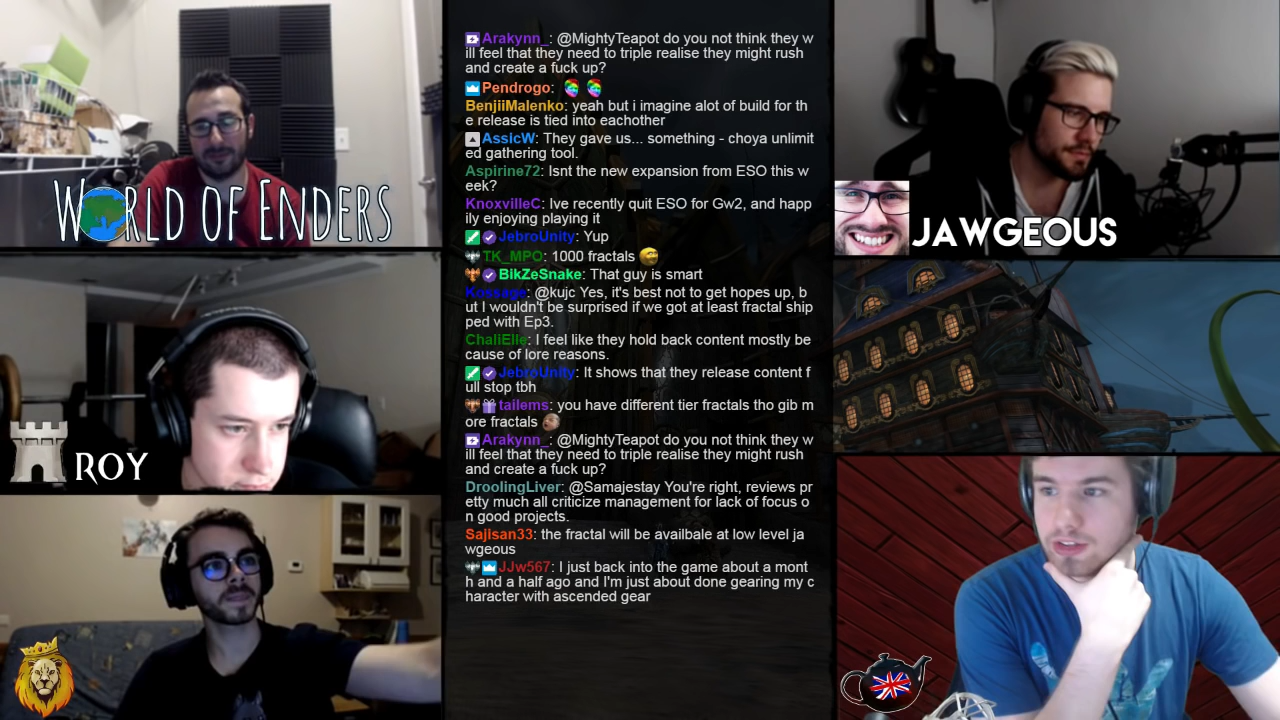 WORLD OF ENDERS
ROY
Arakynn_: @MightyTeapot do you not think they w
ill feel that they need to triple realise they might rush
and create a fuck up?
Pendrogo:
BenjiiMalenko: yeah but i imagine alot of build for th
e release is tied into eachother
AssicW: They gave us... something - choya unlimit
ed gathering tool.
Aspirine72: Isnt the new expansion from ESO this w
eek?
KnoxvilleC: Ive recently quit ESO for Gw2, and happ
ily enjoying playing it
JebroUnity: Yup
TK_MPO: 1000 fractals
BikZeSnake: That guy is smart
Kossage: @kujc Yes, it's best not to get hopes up, b
ut I wouldn't be surprised if we got at least fractal ship
ped with Ep3.
ChaliElle: I feel like they hold back content mostly be
cause of lore reasons.
JebroUnity: It shows that they release content f
ull stop tbh
tailems: you have different tier fractals tho gib m
ore fractals
Arakynn_: @MightyTeapot do you not think they w
ill feel that they need to triple realise they might rush
and create a fuck up?
DroolingLiver: @Samajestay You're right, reviews pr
etty much all criticize management for lack of focus o
n good projects.
Sajisan33: the fractal will be availbale at low level ja
wgeous
JJw567: I just back into the game about a mont
h and a half ago and I'm just about done gearing my c
haracter with ascended gear
JAWGEOUS